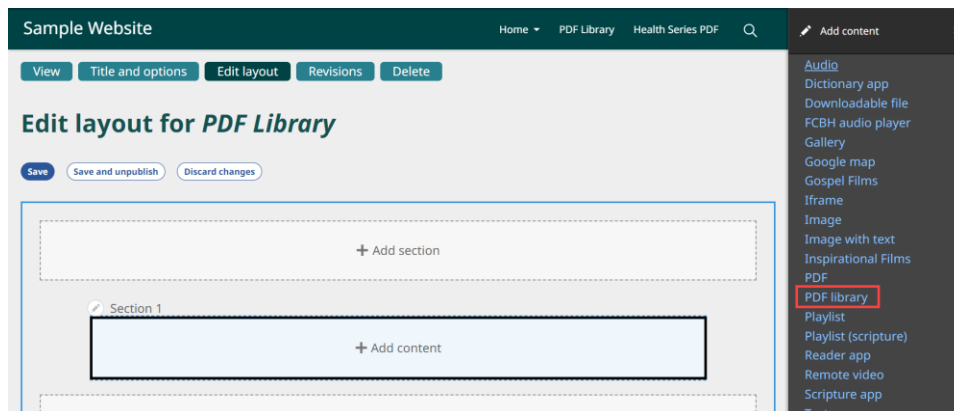 Sample Website
Home PDF Library Health Series PDF
View Title and options Edit layout Revisions Delete
Edit layout for PDF Library
Save Save and unpublish Discard changes
Add section
Section 1
Add content
Add content
Audio
Dictionary app
Downloadable file
FCBH audio player
Gallery
Google map
Gospel Films
Iframe
Image
Image with text
Inspirational Films
PDF
PDF library
Playlist
Playlist (scripture)
Reader app
Remote video
Scripture app